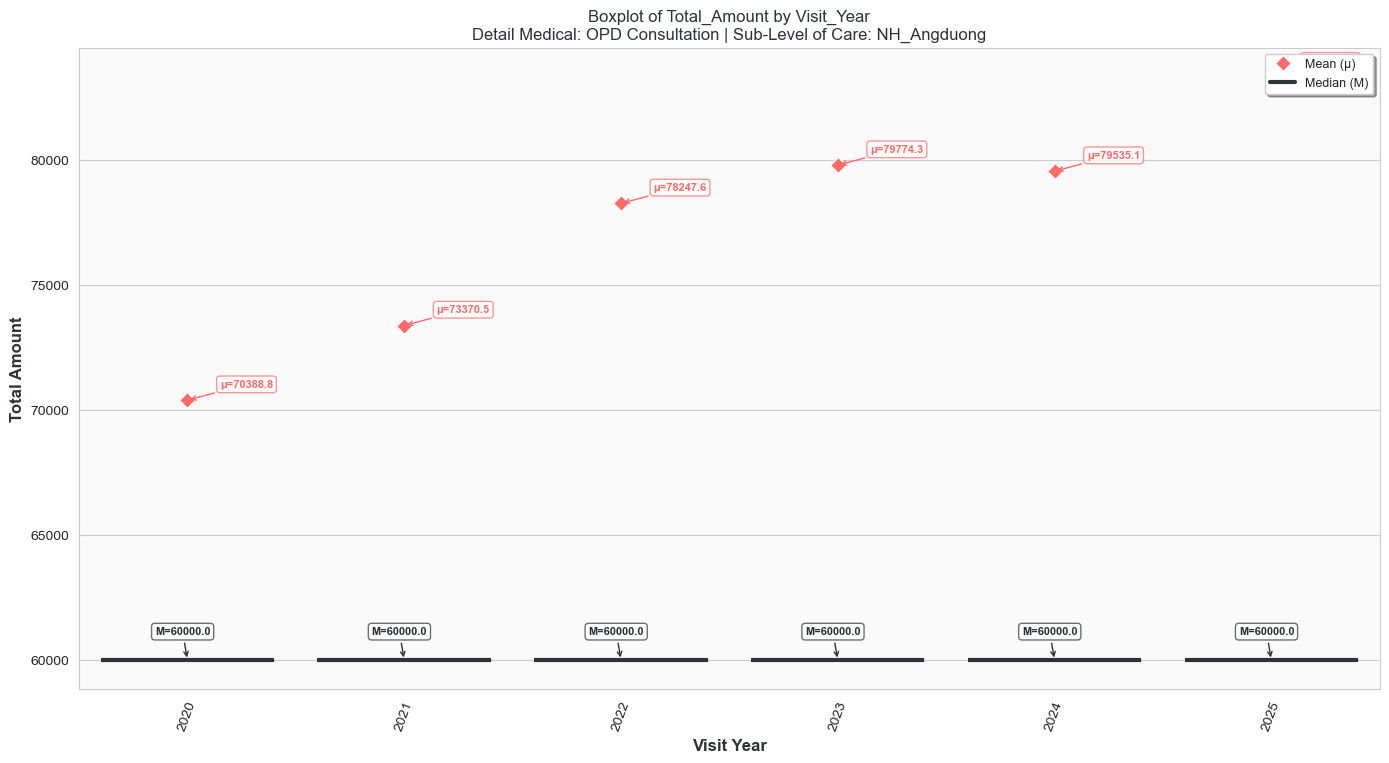 Boxplot of Total_Amount by Visit_Year
Detail Medical: OPD Consultation | Sub-Level of Care: NH_Angduong
Mean (μ)
Median (M)
80000
75000
70000
65000
60000
Total Amount
μ=70388.8
μ=73370.5
μ=78247.6
μ=79774.3
μ=79535.1
M=60000.0
M=60000.0
M=60000.0
M=60000.0
M=60000.0
M=60000.0
2020
2021
2022
2023
2024
2025
Visit Year